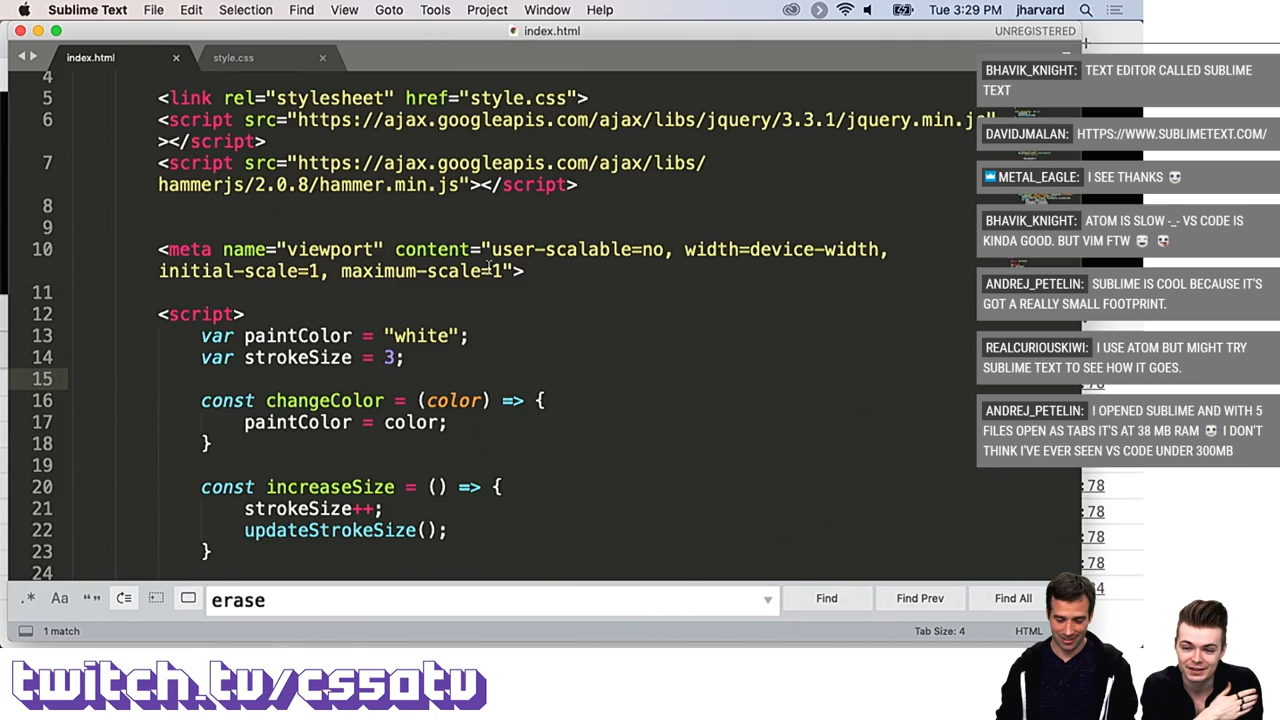 Sublime Text File Edit Selection Find View Goto Tools Project Window Help Tue 3:29 PM jharvard
index.html UNREGISTERED
index.html × style.css ×
4
5 <link rel="stylesheet" href="style.css">
6 <script src="https://ajax.googleapis.com/ajax/libs/jquery/3.3.1/jquery.min.js"
></script>
7 <script src="https://ajax.googleapis.com/ajax/libs/
hammerjs/2.0.8/hammer.min.js"></script>
8
9
10 <meta name="viewport" content="user-scalable=no, width=device-width,
initial-scale=1, maximum-scale=1">
11
12 <script>
13 var paintColor = "white";
14 var strokeSize = 3;
15
16 const changeColor = (color) => {
17 paintColor = color;
18 }
19
20 const increaseSize = () => {
21 strokeSize++;
22 updateStrokeSize();
23 }
24
BHAVIK_KNIGHT: TEXT EDITOR CALLED SUBLIME
TEXT
DAVIDJMALAN: HTTPS://WWW.SUBLIMETEXT.COM/
METAL_EAGLE: I SEE THANKS
BHAVIK_KNIGHT: ATOM IS SLOW -_- VS CODE IS
KINDA GOOD. BUT VIM FTW
ANDREJ_PETELIN: SUBLIME IS COOL BECAUSE IT'S
GOT A REALLY SMALL FOOTPRINT.
REALCURIOUSKIWI: I USE ATOM BUT MIGHT TRY
SUBLIME TEXT TO SEE HOW IT GOES.
ANDREJ_PETELIN: I OPENED SUBLIME AND WITH 5
FILES OPEN AS TABS IT'S AT 38 MB RAM I DON'T
THINK I'VE EVER SEEN VS CODE UNDER 300MB
:78
:78
:78
:78
.* Aa “” erase Find Find Prev Find All
1 match Tab Size: 4 HTML
twitch.tv/cs50tv